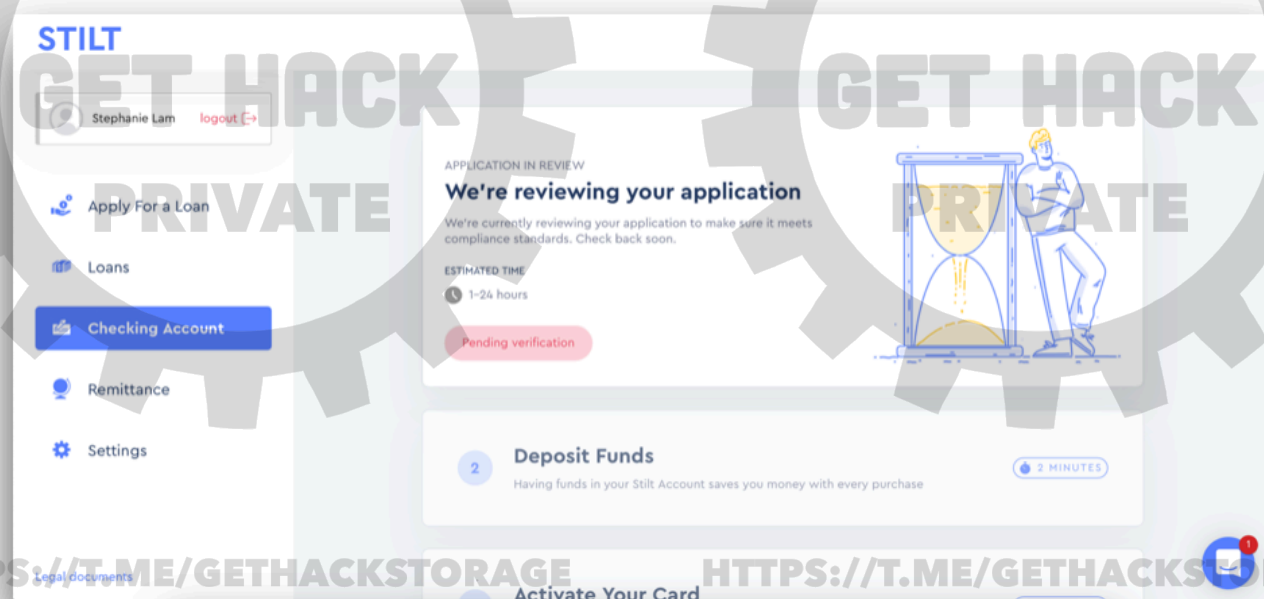 STILT
GET HACK
GET HACK
Stephanie Lam logout
PRIVATE
PRIVATE
Apply For a Loan
Loans
Checking Account
Remittance
Settings
Legal documents
APPLICATION IN REVIEW
We're reviewing your application
We're currently reviewing your application to make sure it meets
compliance standards. Check back soon.
ESTIMATED TIME
1-24 hours
Pending verification
2
Deposit Funds
Having funds in your Stilt Account saves you money with every purchase
2 MINUTES
Activate Your Card
1
S://T.ME/GETHACKSTORAGE
HTTPS://T.ME/GETHACKSTO